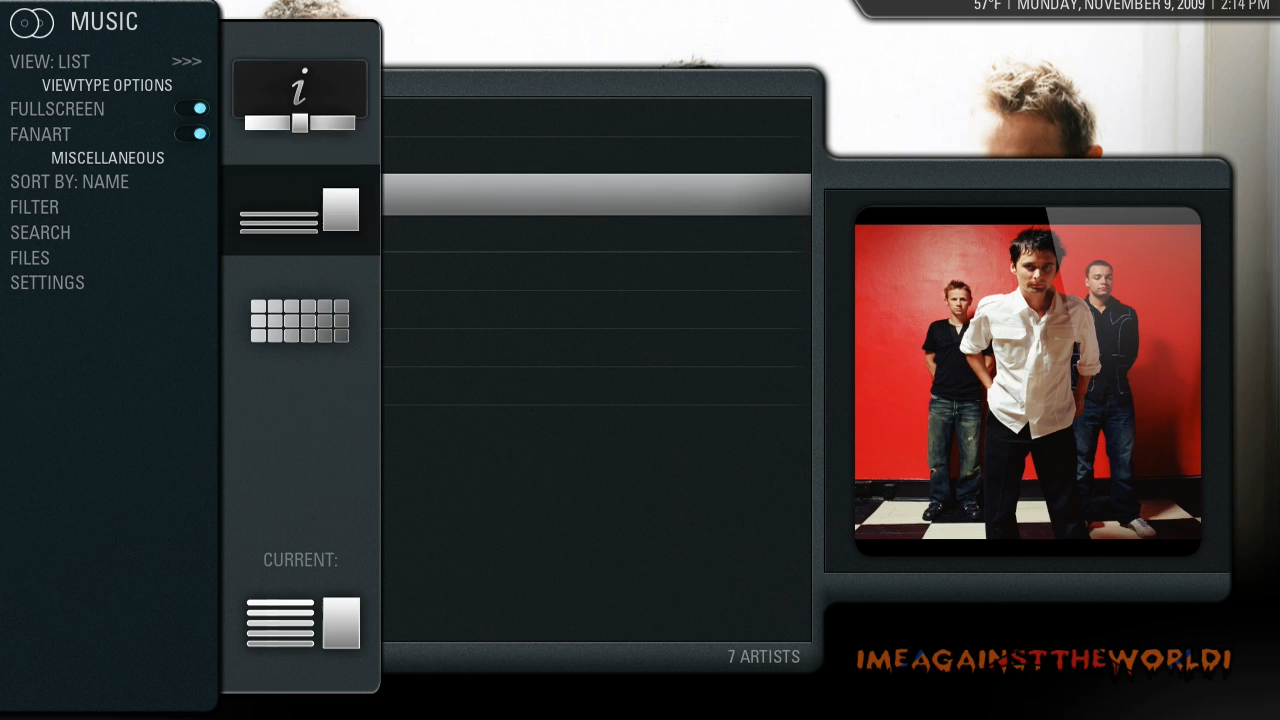 MUSIC
57°F | MONDAY, NOVEMBER 9, 2009 | 2:14 PM
VIEW: LIST >>>
VIEWTYPE OPTIONS
FULLSCREEN
FANART
MISCELLANEOUS
SORT BY: NAME
FILTER
SEARCH
FILES
SETTINGS
i
CURRENT:
7 ARTISTS
IMEAGAINSTTHEWORLDI